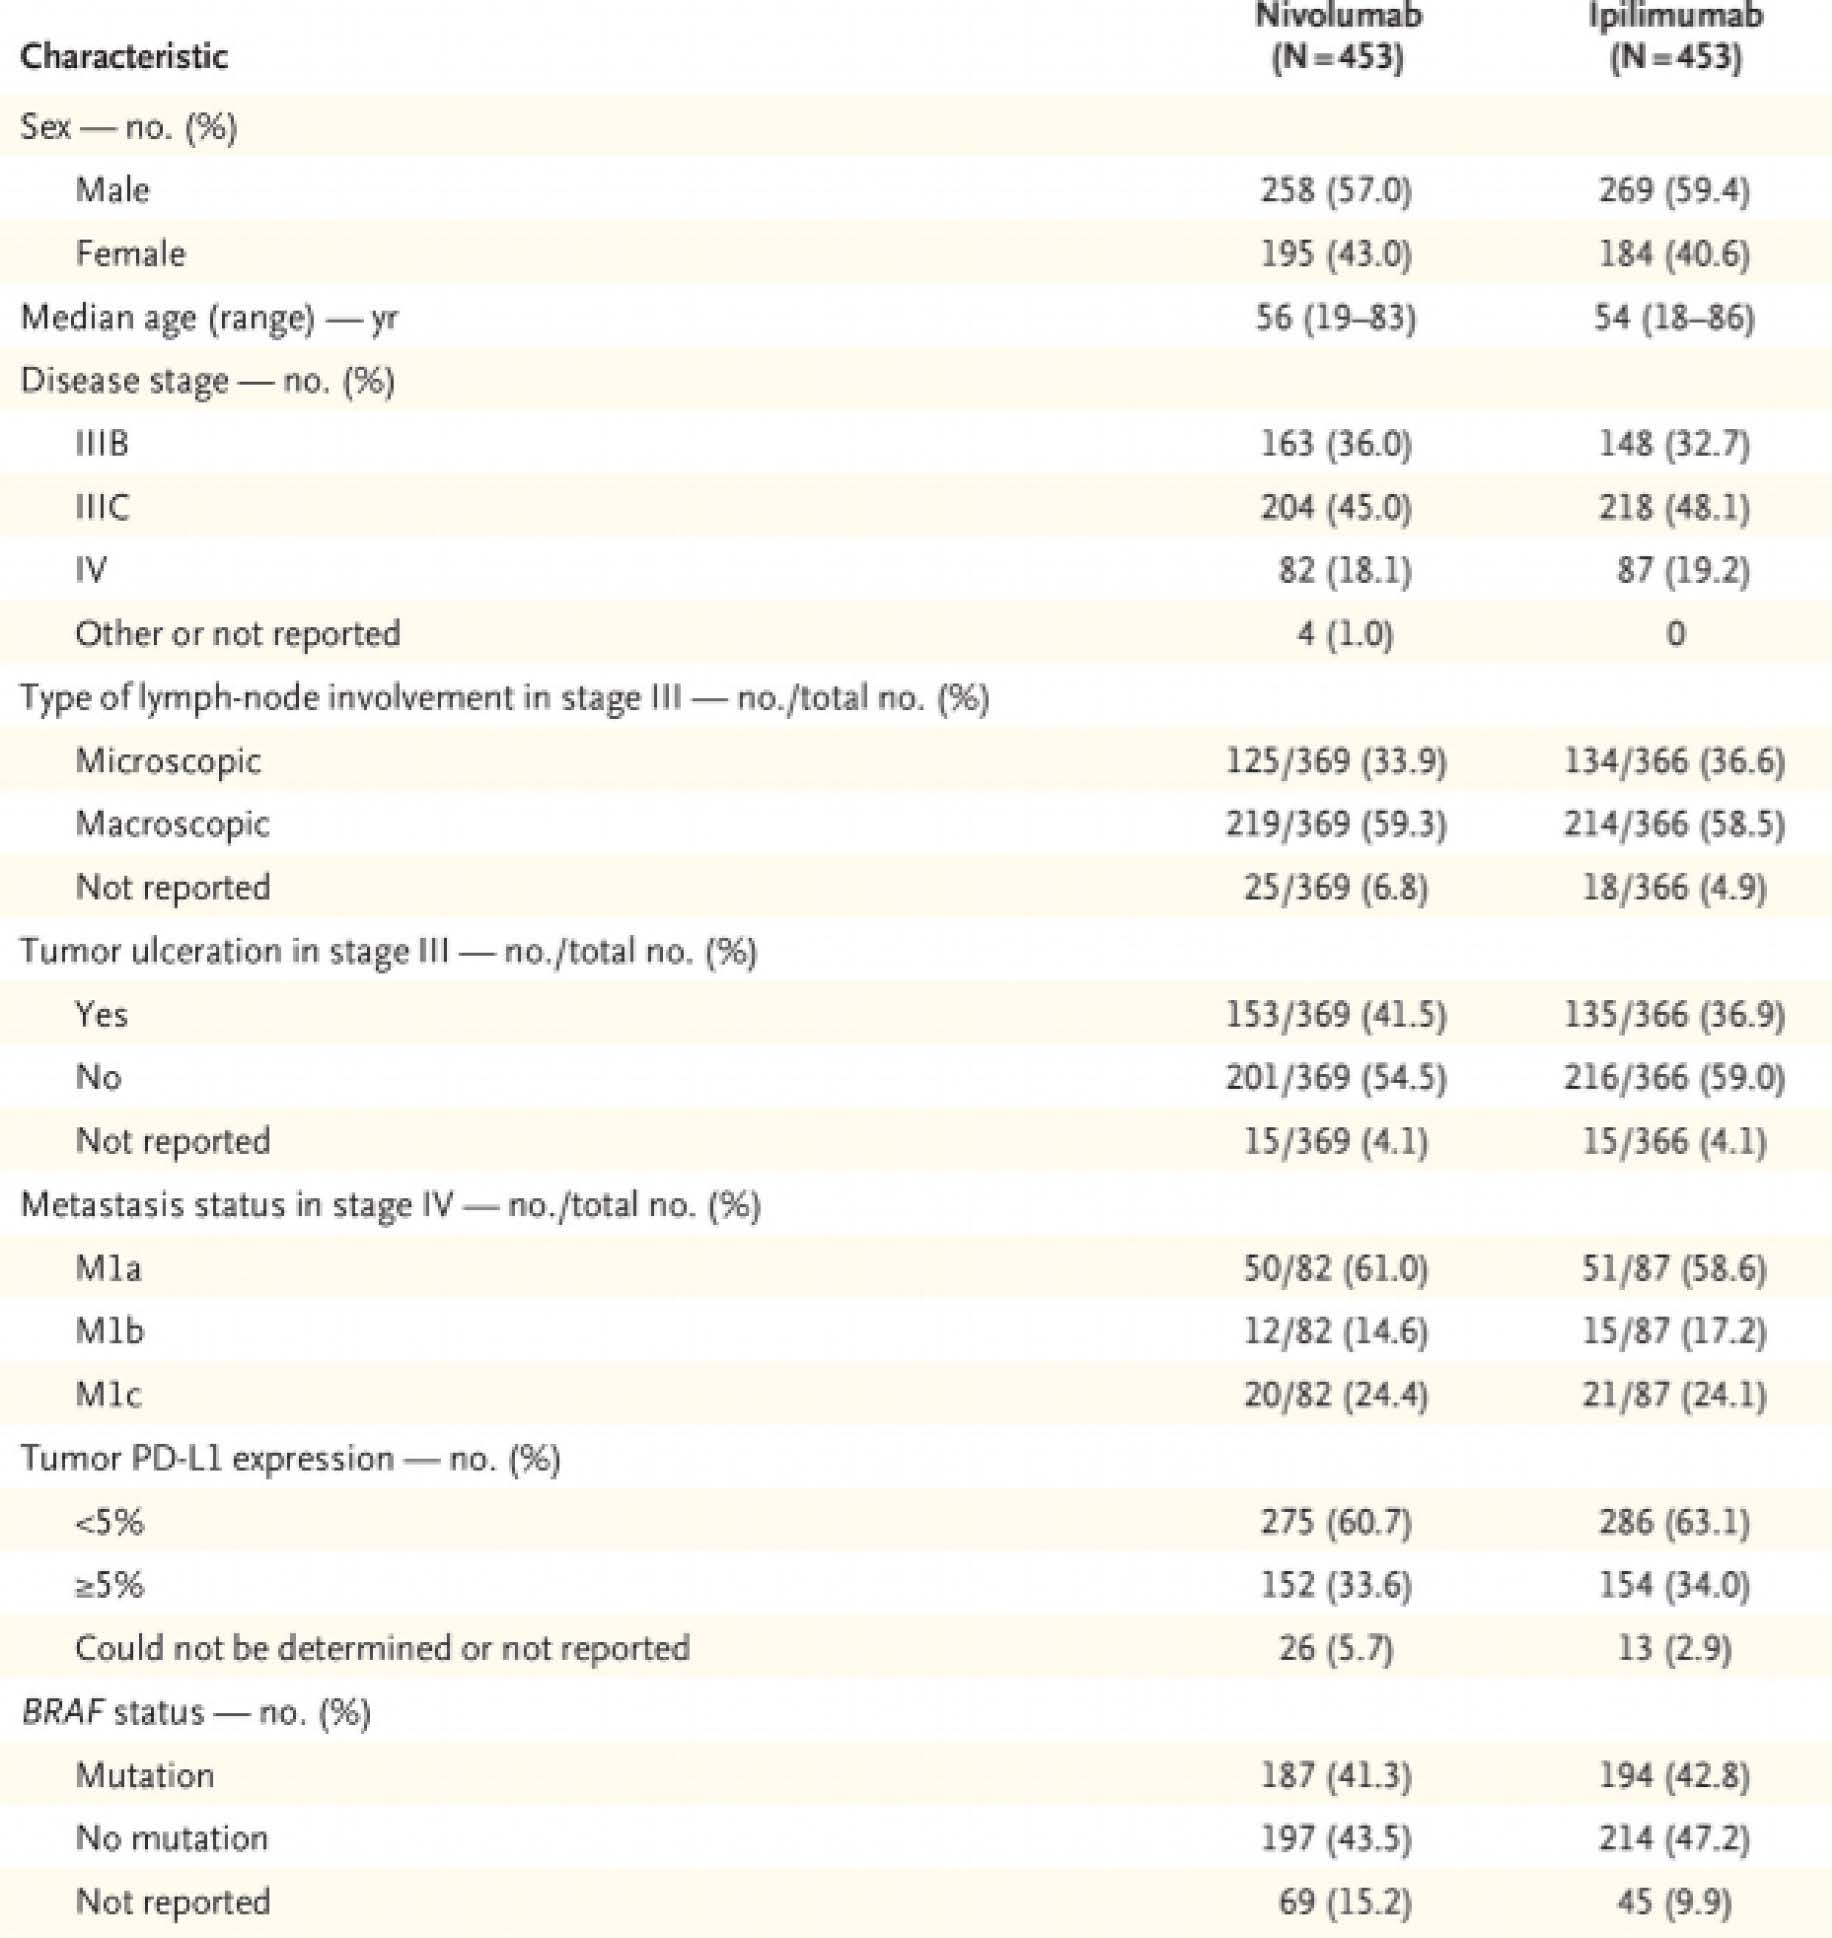 Characteristic Nivolumab (N=453) Ipilimumab (N=453)
Sex — no. (%)
Male 258 (57.0) 269 (59.4)
Female 195 (43.0) 184 (40.6)
Median age (range) — yr 56 (19–83) 54 (18–86)
Disease stage — no. (%)
IIIB 163 (36.0) 148 (32.7)
IIIC 204 (45.0) 218 (48.1)
IV 82 (18.1) 87 (19.2)
Other or not reported 4 (1.0) 0
Type of lymph-node involvement in stage III — no./total no. (%)
Microscopic 125/369 (33.9) 134/366 (36.6)
Macroscopic 219/369 (59.3) 214/366 (58.5)
Not reported 25/369 (6.8) 18/366 (4.9)
Tumor ulceration in stage III — no./total no. (%)
Yes 153/369 (41.5) 135/366 (36.9)
No 201/369 (54.5) 216/366 (59.0)
Not reported 15/369 (4.1) 15/366 (4.1)
Metastasis status in stage IV — no./total no. (%)
M1a 50/82 (61.0) 51/87 (58.6)
M1b 12/82 (14.6) 15/87 (17.2)
M1c 20/82 (24.4) 21/87 (24.1)
Tumor PD-L1 expression — no. (%)
<5% 275 (60.7) 286 (63.1)
≥5% 152 (33.6) 154 (34.0)
Could not be determined or not reported 26 (5.7) 13 (2.9)
BRAF status — no. (%)
Mutation 187 (41.3) 194 (42.8)
No mutation 197 (43.5) 214 (47.2)
Not reported 69 (15.2) 45 (9.9)